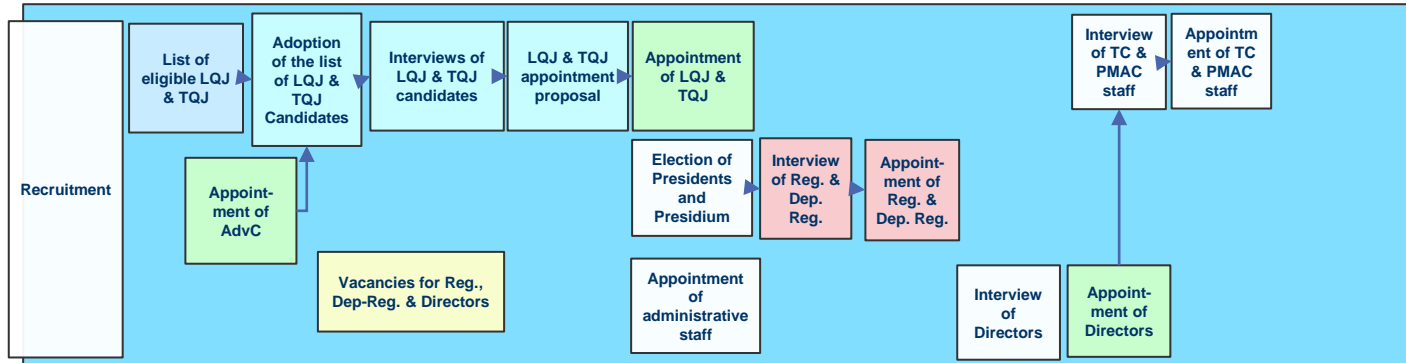 Recruitment
List of
eligible LQJ
& TQJ
Adoption
of the list
of LQJ &
TQJ
Candidates
Interviews of
LQJ & TQJ
candidates
LQJ & TQJ
appointment
proposal
Appointment
of LQJ &
TQJ
Interview
of TC &
PMAC
staff
Appointm
ent of TC
& PMAC
staff
Appoint-
ment of
AdvC
Election of
Presidents
and
Presidium
Interview
of Reg. &
Dep.
Reg.
Appoint-
ment of
Reg. &
Dep. Reg.
Vacancies for Reg.,
Dep-Reg. & Directors
Appointment
of
administrative
staff
Interview
of
Directors
Appoint-
ment of
Directors